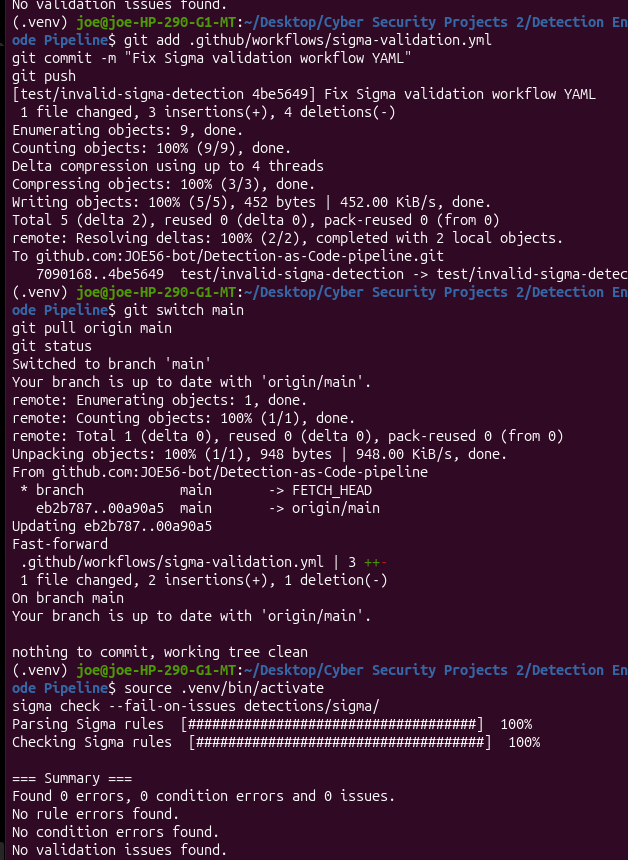 No validation issues found.
(.venv) joe@joe-HP-290-G1-MT:~/Desktop/Cyber Security Projects 2/Detection En
ode Pipeline$ git add .github/workflows/sigma-validation.yml
git commit -m "Fix Sigma validation workflow YAML"
git push
[test/invalid-sigma-detection 4be5649] Fix Sigma validation workflow YAML
 1 file changed, 3 insertions(+), 4 deletions(-)
Enumerating objects: 9, done.
Counting objects: 100% (9/9), done.
Delta compression using up to 4 threads
Compressing objects: 100% (3/3), done.
Writing objects: 100% (5/5), 452 bytes | 452.00 KiB/s, done.
Total 5 (delta 2), reused 0 (delta 0), pack-reused 0 (from 0)
remote: Resolving deltas: 100% (2/2), completed with 2 local objects.
To github.com:JOE56-bot/Detection-as-Code-pipeline.git
   7090168..4be5649  test/invalid-sigma-detection -> test/invalid-sigma-detec
(.venv) joe@joe-HP-290-G1-MT:~/Desktop/Cyber Security Projects 2/Detection En
ode Pipeline$ git switch main
git pull origin main
git status
Switched to branch 'main'
Your branch is up to date with 'origin/main'.
remote: Enumerating objects: 1, done.
remote: Counting objects: 100% (1/1), done.
remote: Total 1 (delta 0), reused 0 (delta 0), pack-reused 0 (from 0)
Unpacking objects: 100% (1/1), 948 bytes | 948.00 KiB/s, done.
From github.com:JOE56-bot/Detection-as-Code-pipeline
 * branch            main       -> FETCH_HEAD
   eb2b787..00a90a5  main       -> origin/main
Updating eb2b787..00a90a5
Fast-forward
 .github/workflows/sigma-validation.yml | 3 ++-
 1 file changed, 2 insertions(+), 1 deletion(-)
On branch main
Your branch is up to date with 'origin/main'.

nothing to commit, working tree clean
(.venv) joe@joe-HP-290-G1-MT:~/Desktop/Cyber Security Projects 2/Detection En
ode Pipeline$ source .venv/bin/activate
sigma check --fail-on-issues detections/sigma/
Parsing Sigma rules  [####################################]  100%
Checking Sigma rules  [####################################]  100%

=== Summary ===
Found 0 errors, 0 condition errors and 0 issues.
No rule errors found.
No condition errors found.
No validation issues found.